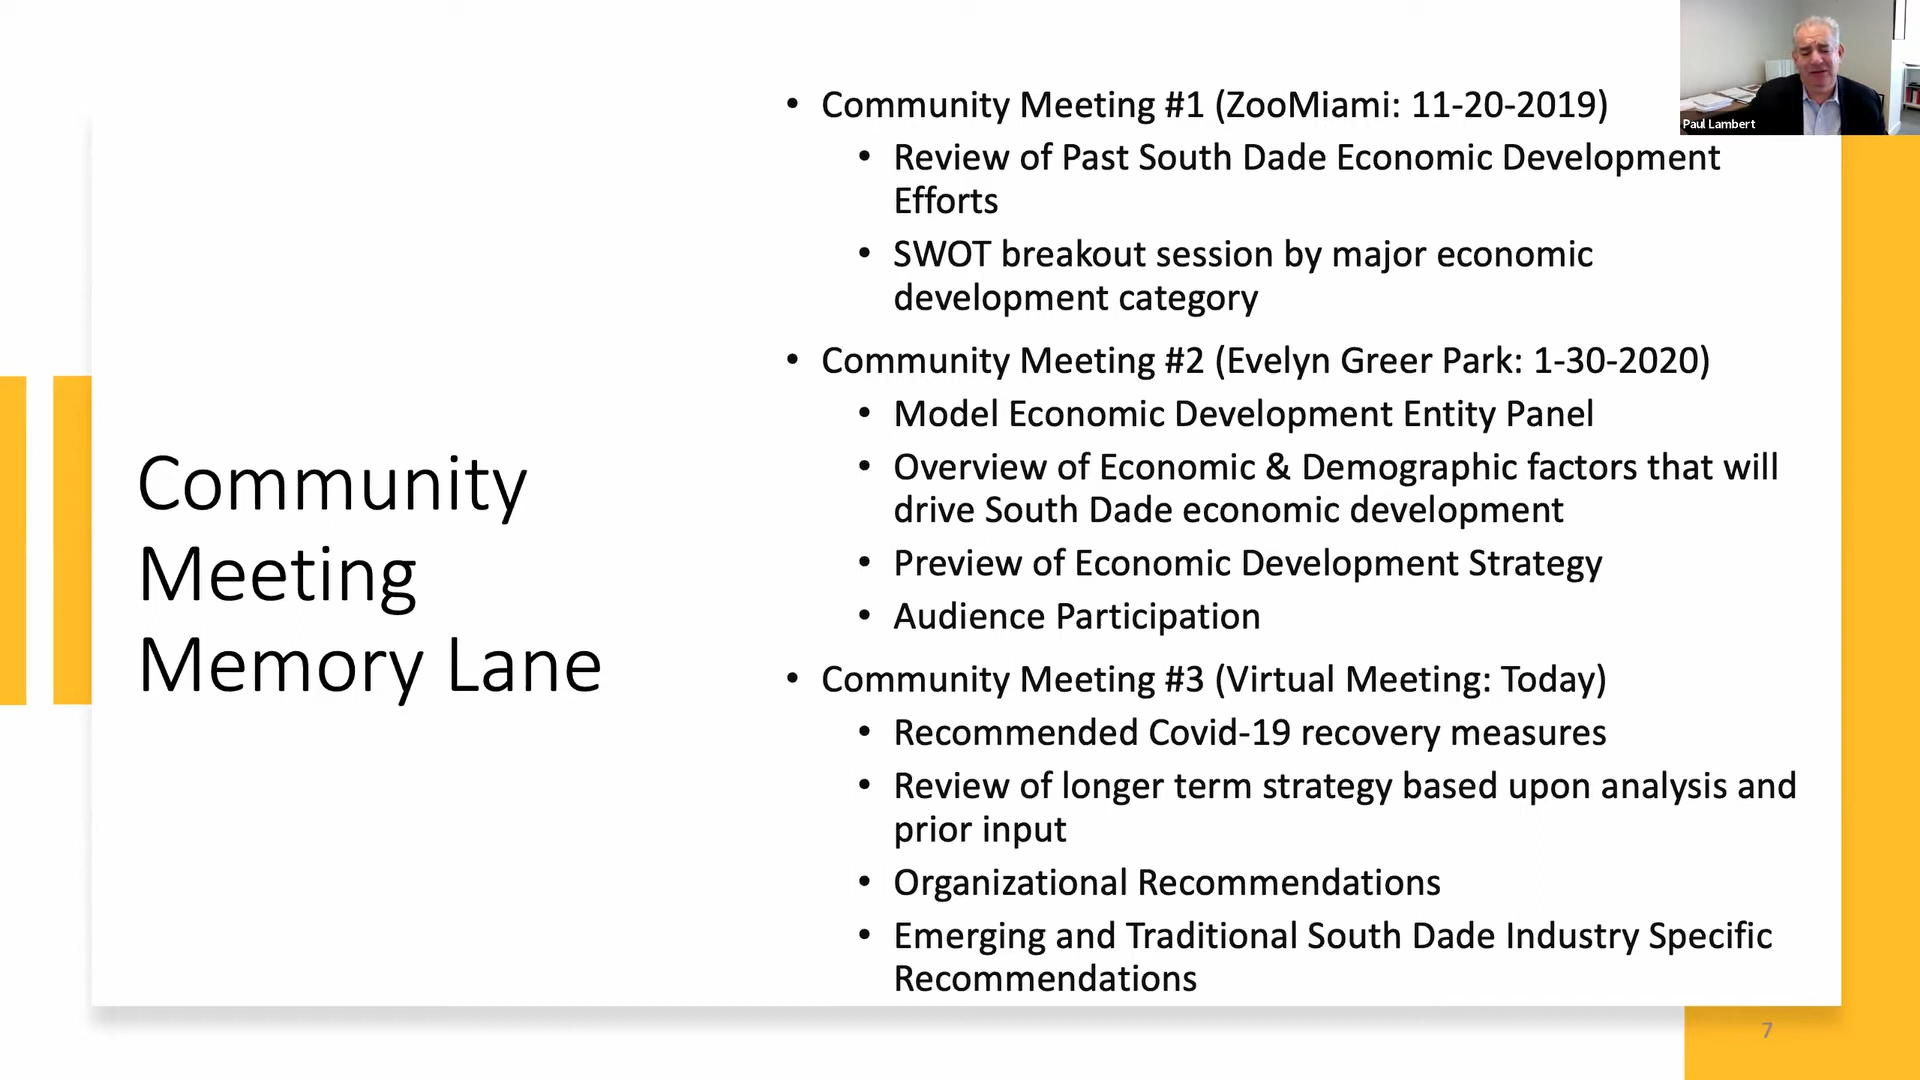 Community
Meeting
Memory Lane
• Community Meeting #1 (ZooMiami: 11-20-2019)
• Review of Past South Dade Economic Development
Efforts
• SWOT breakout session by major economic
development category
• Community Meeting #2 (Evelyn Greer Park: 1-30-2020)
• Model Economic Development Entity Panel
• Overview of Economic & Demographic factors that will
drive South Dade economic development
• Preview of Economic Development Strategy
• Audience Participation
• Community Meeting #3 (Virtual Meeting: Today)
• Recommended Covid-19 recovery measures
• Review of longer term strategy based upon analysis and
prior input
• Organizational Recommendations
• Emerging and Traditional South Dade Industry Specific
Recommendations
Paul Lambert
7